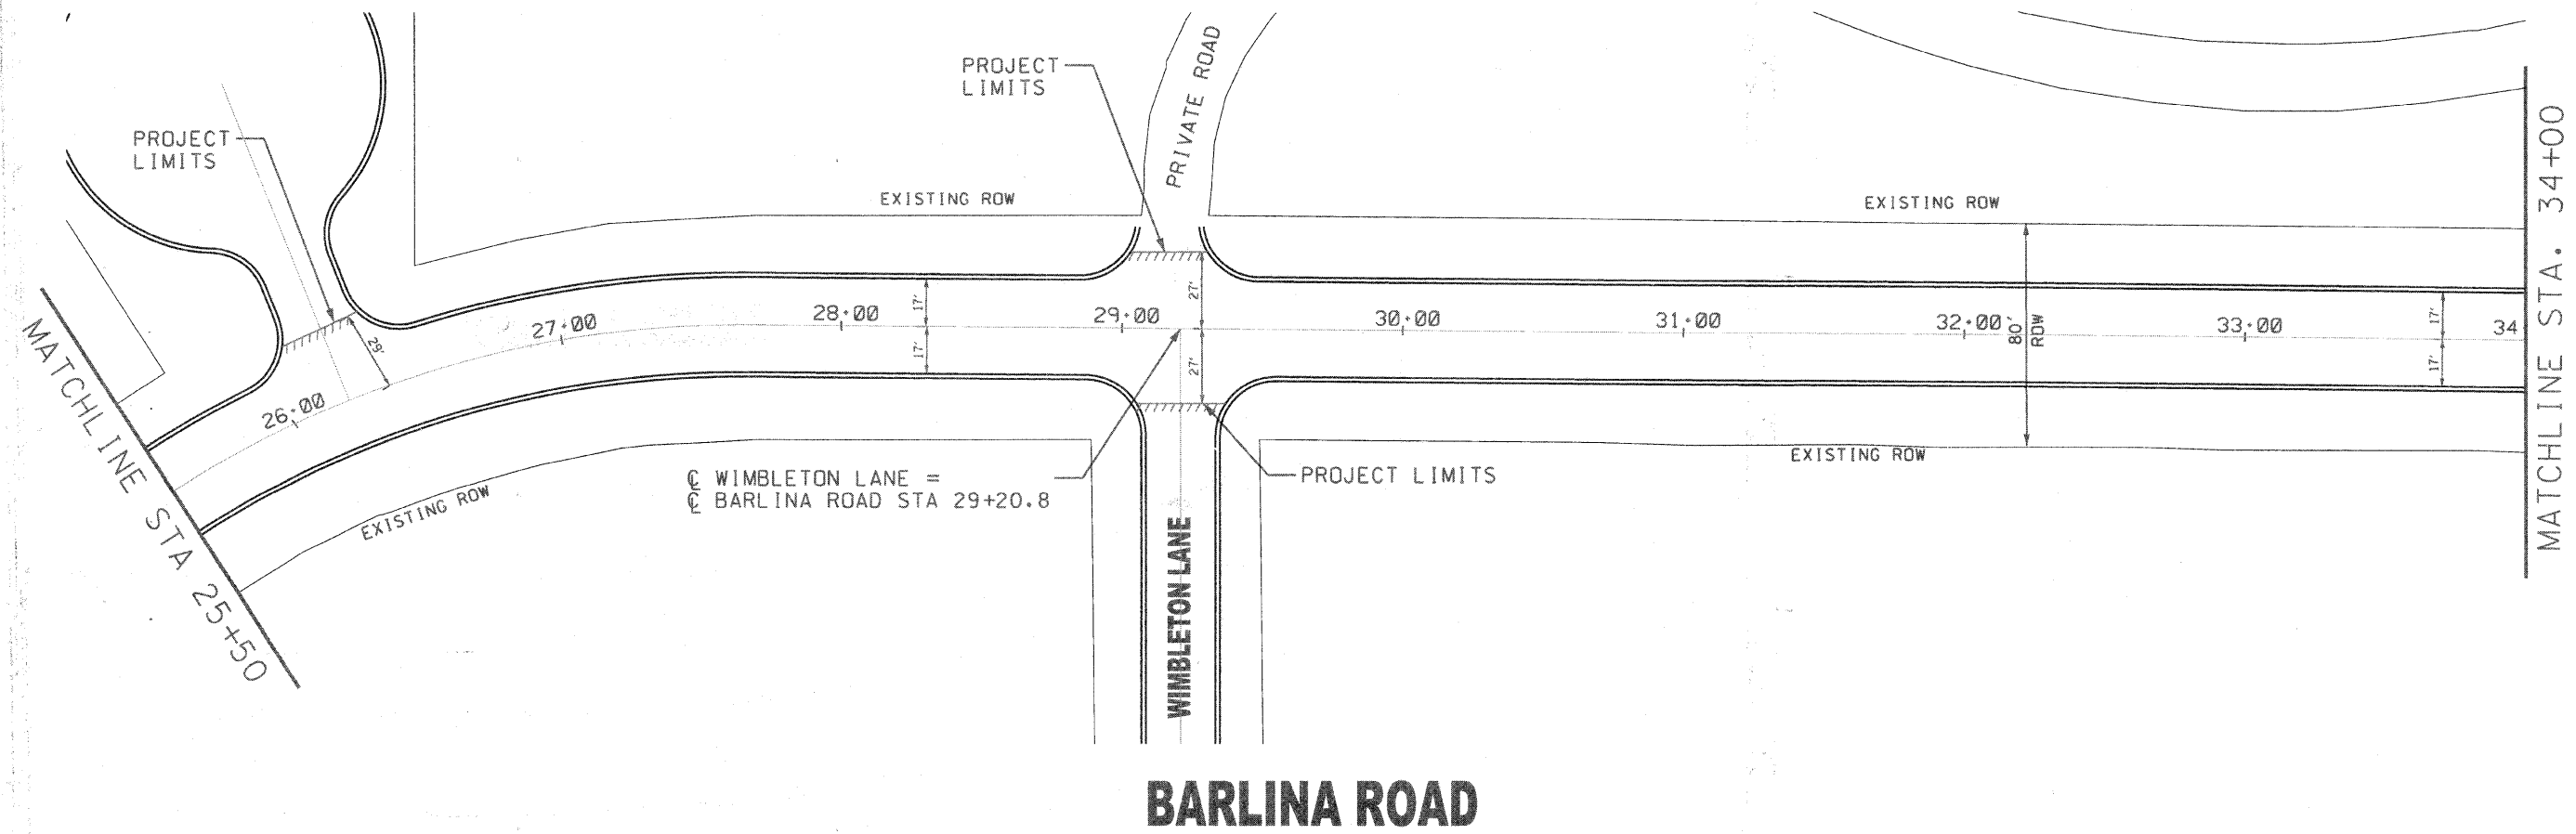 PROJECT
LIMITS
PROJECT
LIMITS
PRIVATE ROAD
EXISTING ROW
EXISTING ROW
MATCHLINE STA. 34+00
26+00
27+00
28+00
29+00
30+00
31+00
32+00
33+00
34
29'
17'
17'
27'
27'
80'
ROW
17'
17'
MATCHLINE STA 25+50
EXISTING ROW
℄ WIMBLETON LANE =
℄ BARLINA ROAD STA 29+20.8
PROJECT LIMITS
EXISTING ROW
WIMBLETON LANE
BARLINA ROAD